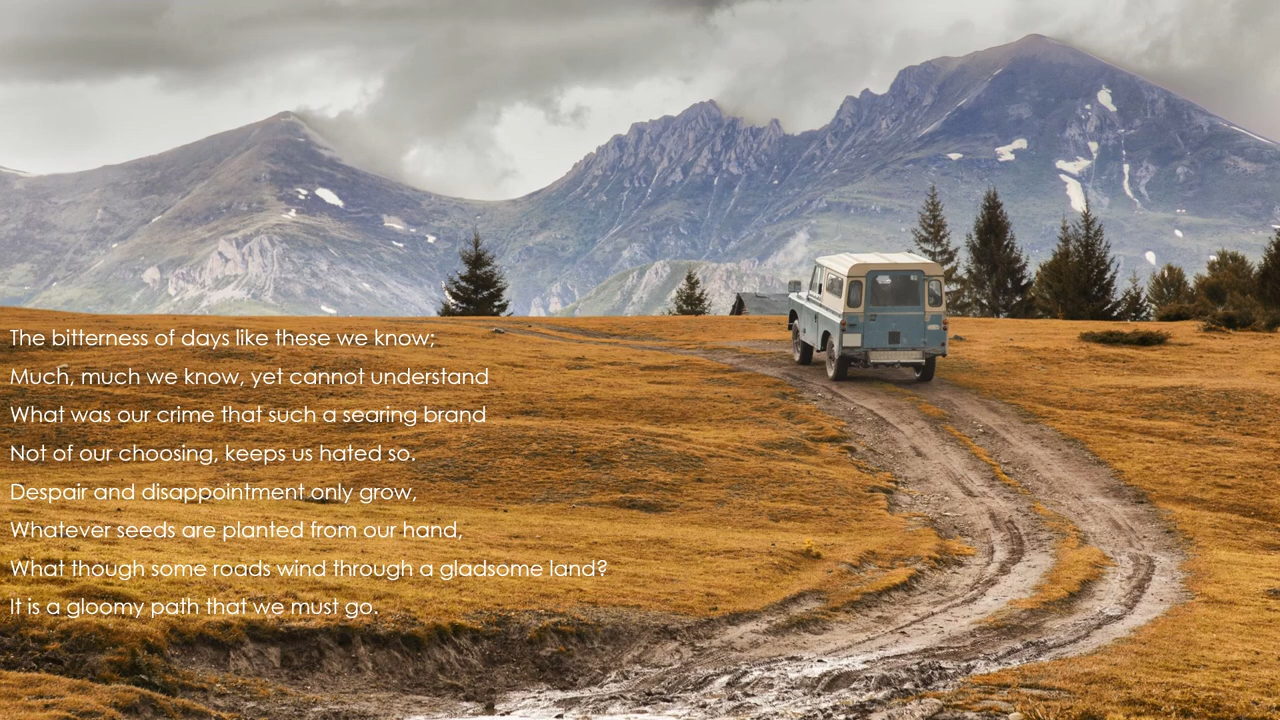 The bitterness of days like these we know;
Much, much we know, yet cannot understand
What was our crime that such a searing brand
Not of our choosing, keeps us hated so.
Despair and disappointment only grow,
Whatever seeds are planted from our hand,
What though some roads wind through a gladsome land?
It is a gloomy path that we must go.